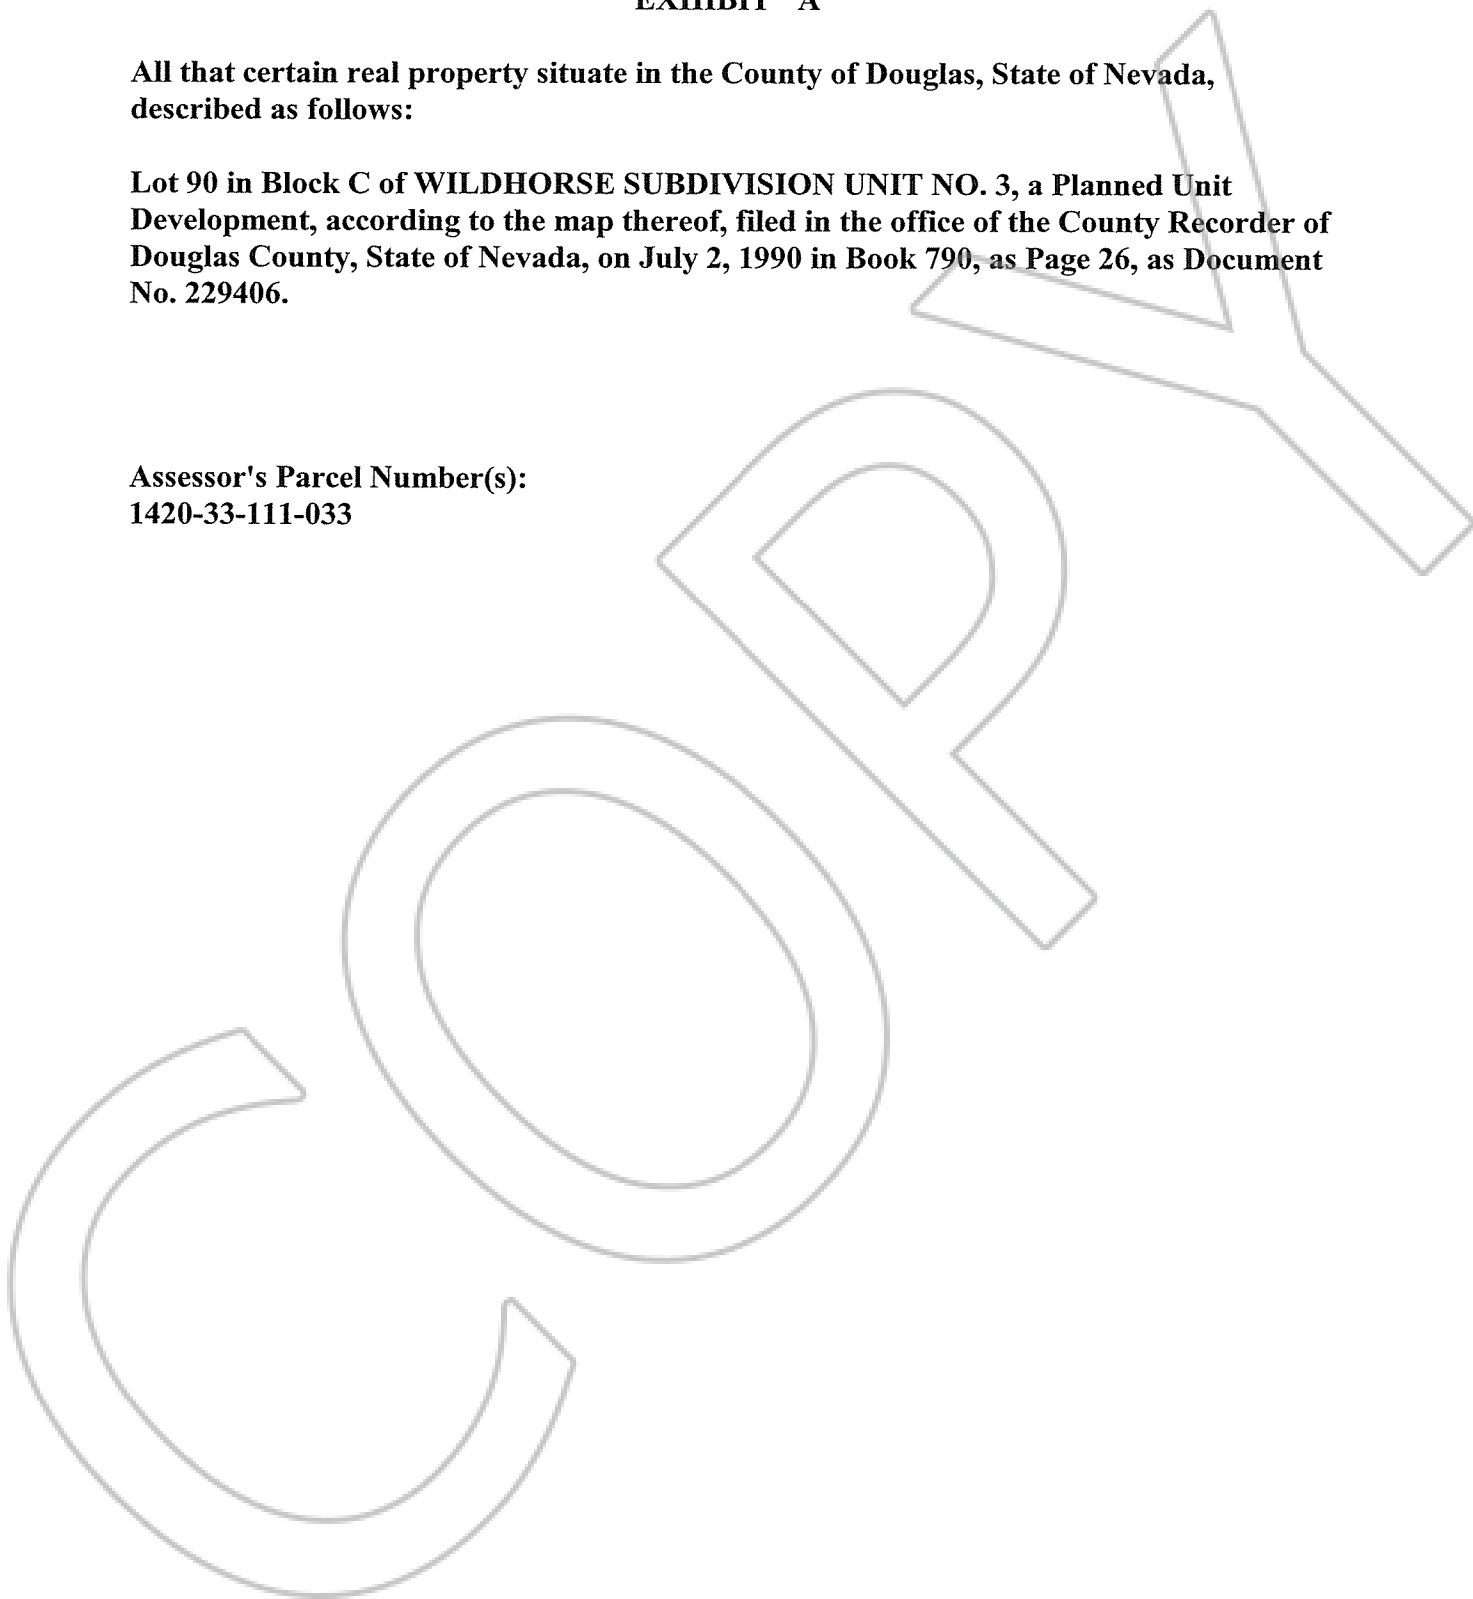 EXHIBIT "A"
All that certain real property situate in the County of Douglas, State of Nevada,
described as follows:
Lot 90 in Block C of WILDHORSE SUBDIVISION UNIT NO. 3, a Planned Unit
Development, according to the map thereof, filed in the office of the County Recorder of
Douglas County, State of Nevada, on July 2, 1990 in Book 790, as Page 26, as Document
No. 229406.
Assessor's Parcel Number(s):
1420-33-111-033
COPY